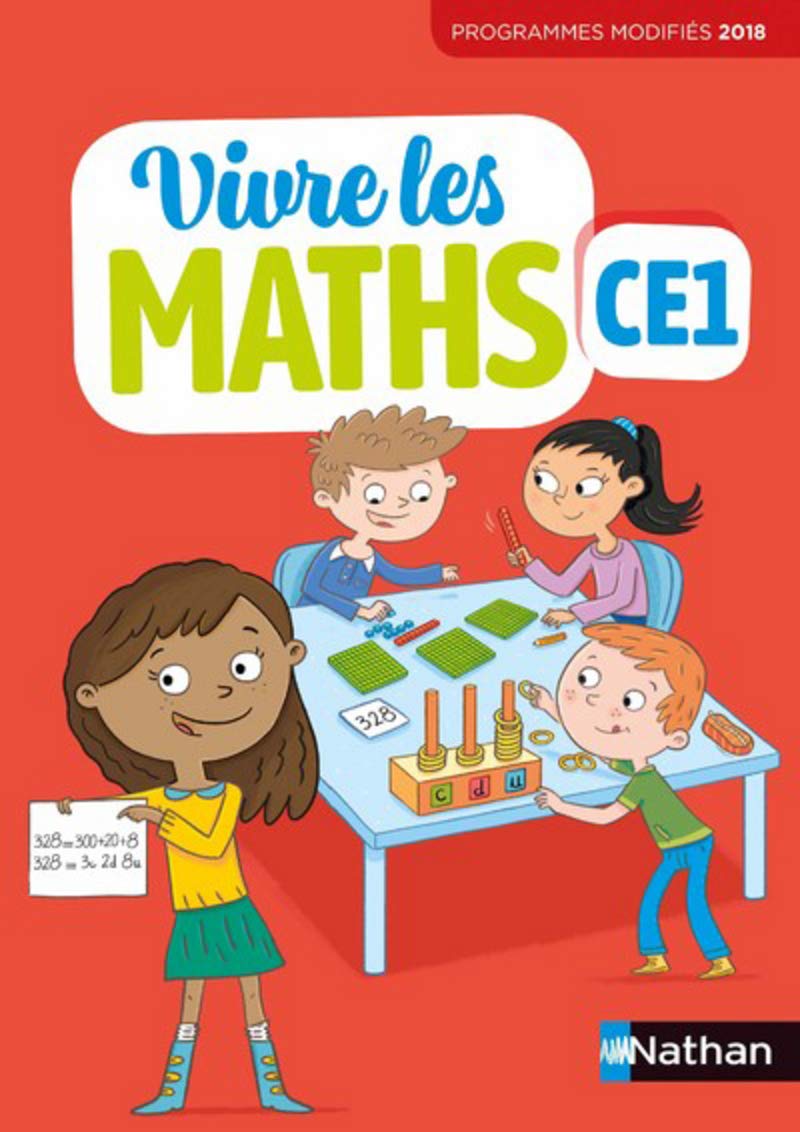 PROGRAMMES MODIFIÉS 2018
Vivre les
MATHS
CE1
328
c d u
328=300+20+8
328 = 3c 2d 8u
Nathan